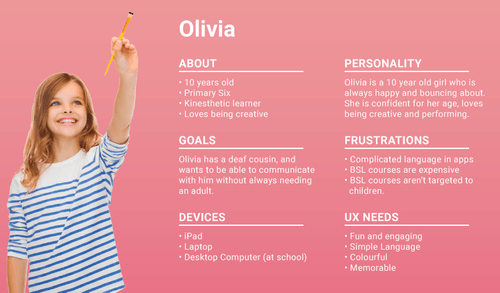 Olivia
ABOUT
• 10 years old
• Primary Six
• Kinesthetic learner
• Loves being creative
GOALS
Olivia has a deaf cousin, and
wants to be able to communicate
with him without always needing
an adult.
DEVICES
• iPad
• Laptop
• Desktop Computer (at school)
PERSONALITY
Olivia is a 10 year old girl who is
always happy and bouncing about.
She is confident for her age, loves
being creative and performing.
FRUSTRATIONS
• Complicated language in apps
• BSL courses are expensive
• BSL courses aren't targeted to
children.
UX NEEDS
• Fun and engaging
• Simple Language
• Colourful
• Memorable